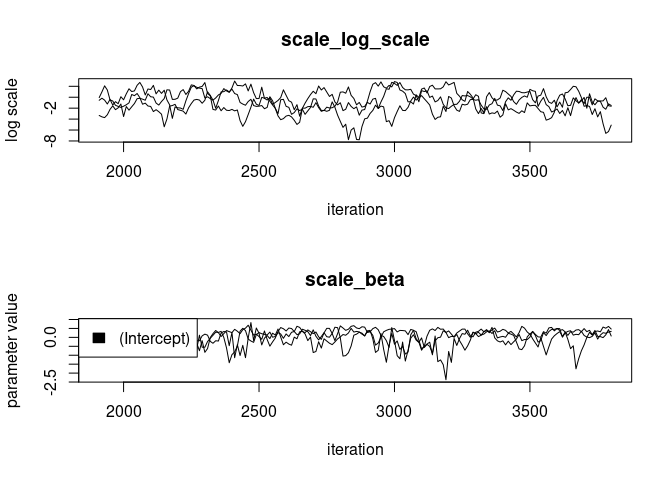 scale_log_scale
log scale
-2
-8
2000 2500 3000 3500
iteration
scale_beta
parameter value
0.0
-2.5
(Intercept)
2000 2500 3000 3500
iteration